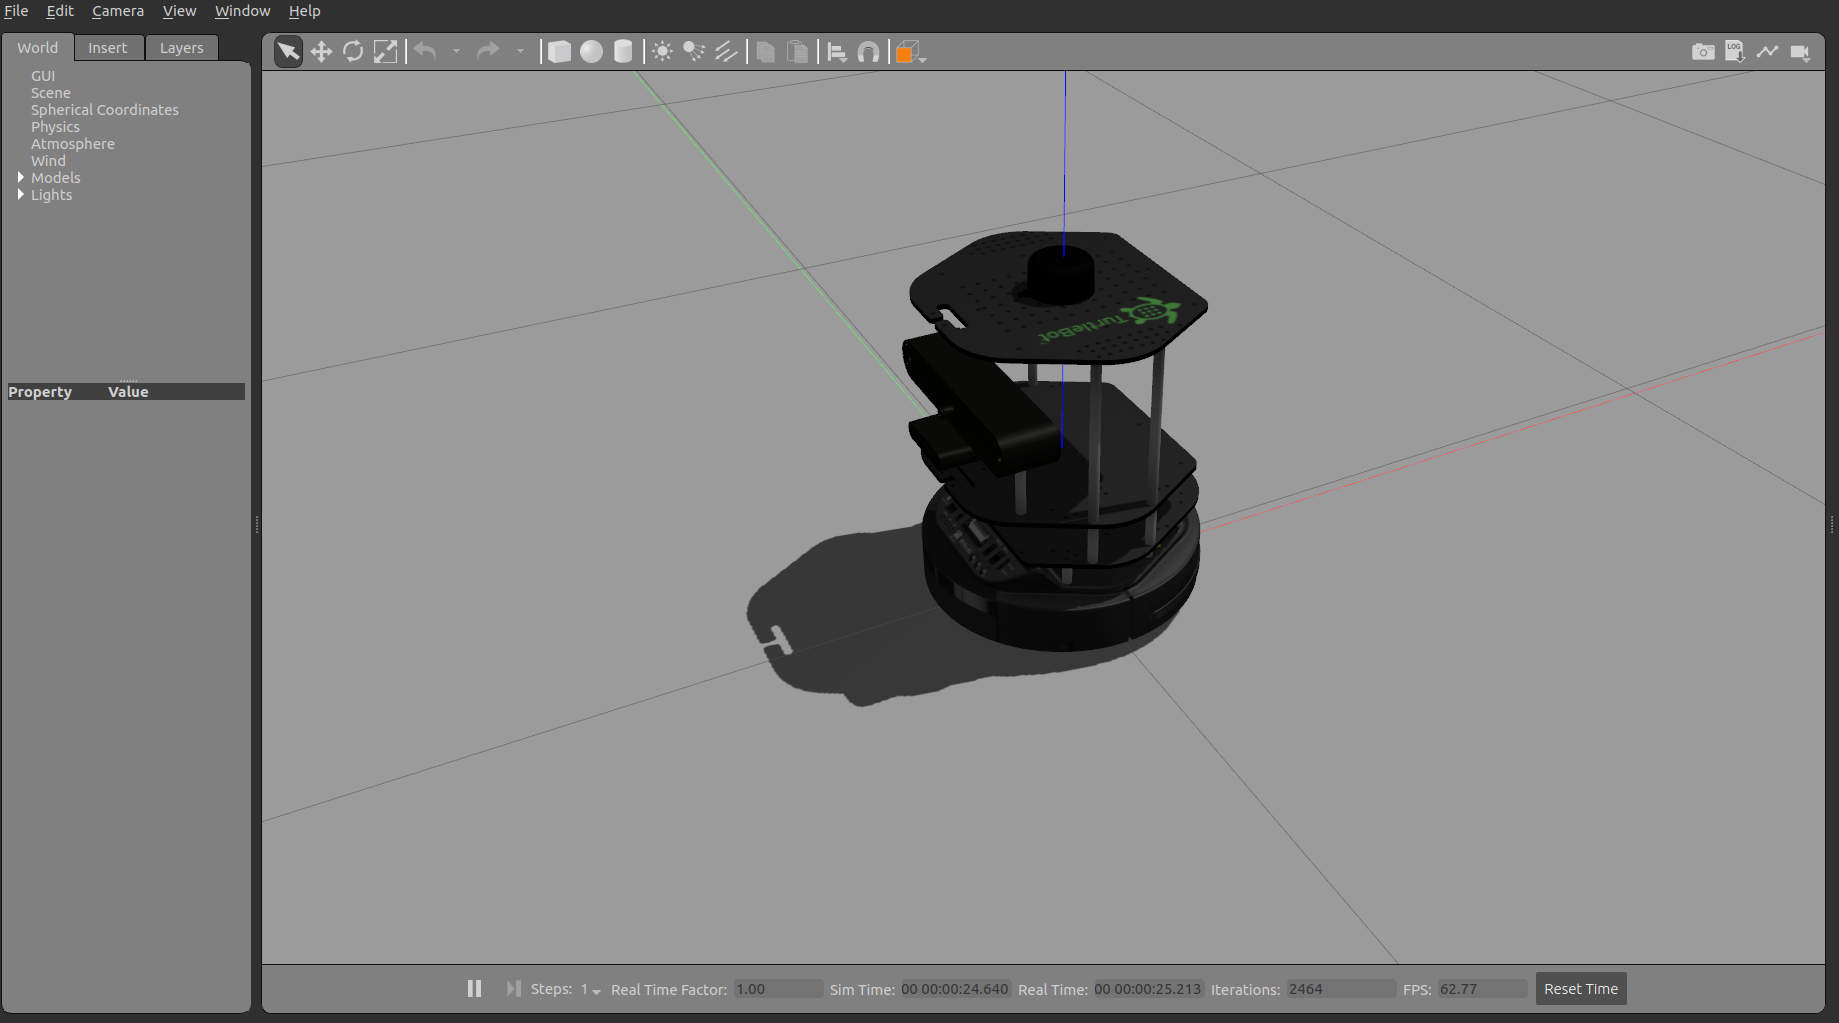 File Edit Camera View Window Help
World Insert Layers
GUI
Scene
Spherical Coordinates
Physics
Atmosphere
Wind
Models
Lights
Property Value
LOG
TurtleBot
Steps: 1 Real Time Factor: 1.00 Sim Time: 00 00:00:24.640 Real Time: 00 00:00:25.213 Iterations: 2464 FPS: 62.77 Reset Time